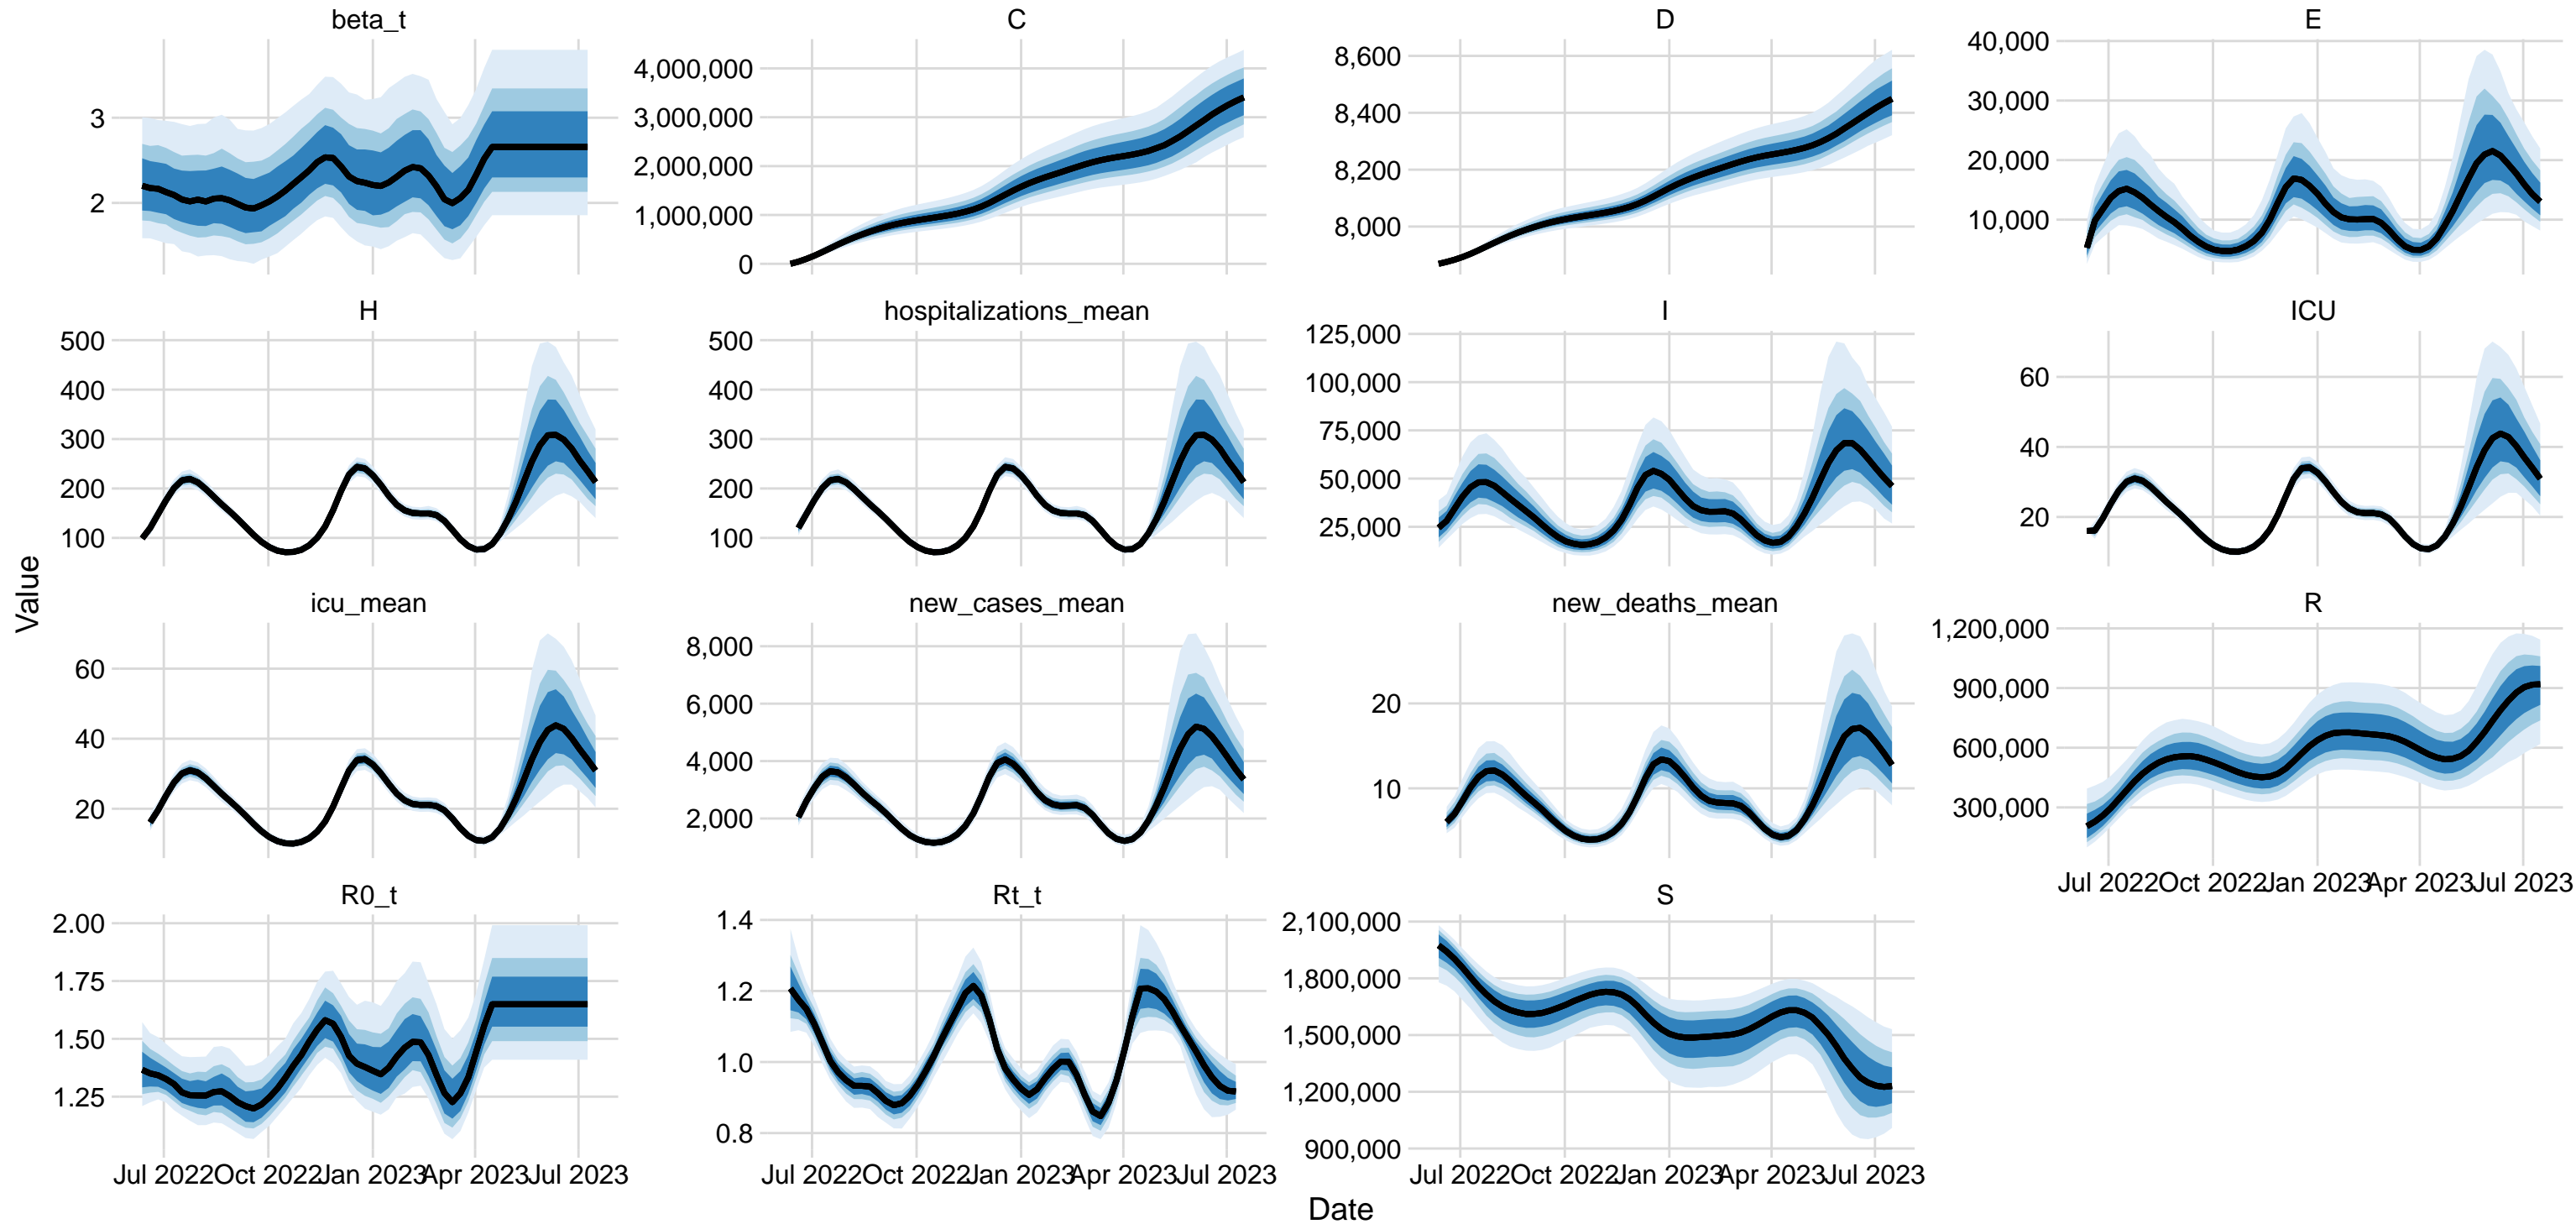 beta_t
C
D
E
3
2
4,000,000
3,000,000
2,000,000
1,000,000
0
8,600
8,400
8,200
8,000
40,000
30,000
20,000
10,000
H
hospitalizations_mean
I
ICU
500
400
300
200
100
500
400
300
200
100
125,000
100,000
75,000
50,000
25,000
60
40
20
Value
icu_mean
new_cases_mean
new_deaths_mean
R
60
40
20
8,000
6,000
4,000
2,000
20
10
1,200,000
900,000
600,000
300,000
Jul 2022 Oct 2022 Jan 2023 Apr 2023 Jul 2023
R0_t
Rt_t
S
2.00
1.75
1.50
1.25
1.4
1.2
1.0
0.8
2,100,000
1,800,000
1,500,000
1,200,000
900,000
Jul 2022 Oct 2022 Jan 2023 Apr 2023 Jul 2023
Jul 2022 Oct 2022 Jan 2023 Apr 2023 Jul 2023
Jul 2022 Oct 2022 Jan 2023 Apr 2023 Jul 2023
Date